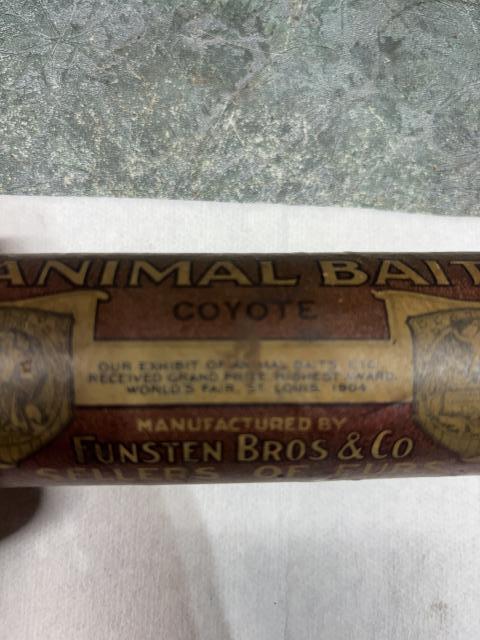 ANIMAL BAIT
COYOTE
OUR EXHIBIT OF ANIMAL BAITS, ETC.
RECEIVED GRAND PRIZE, HIGHEST AWARD,
WORLD'S FAIR, ST. LOUIS, 1904
MANUFACTURED BY
FUNSTEN BROS & CO
SELLERS OF FURS